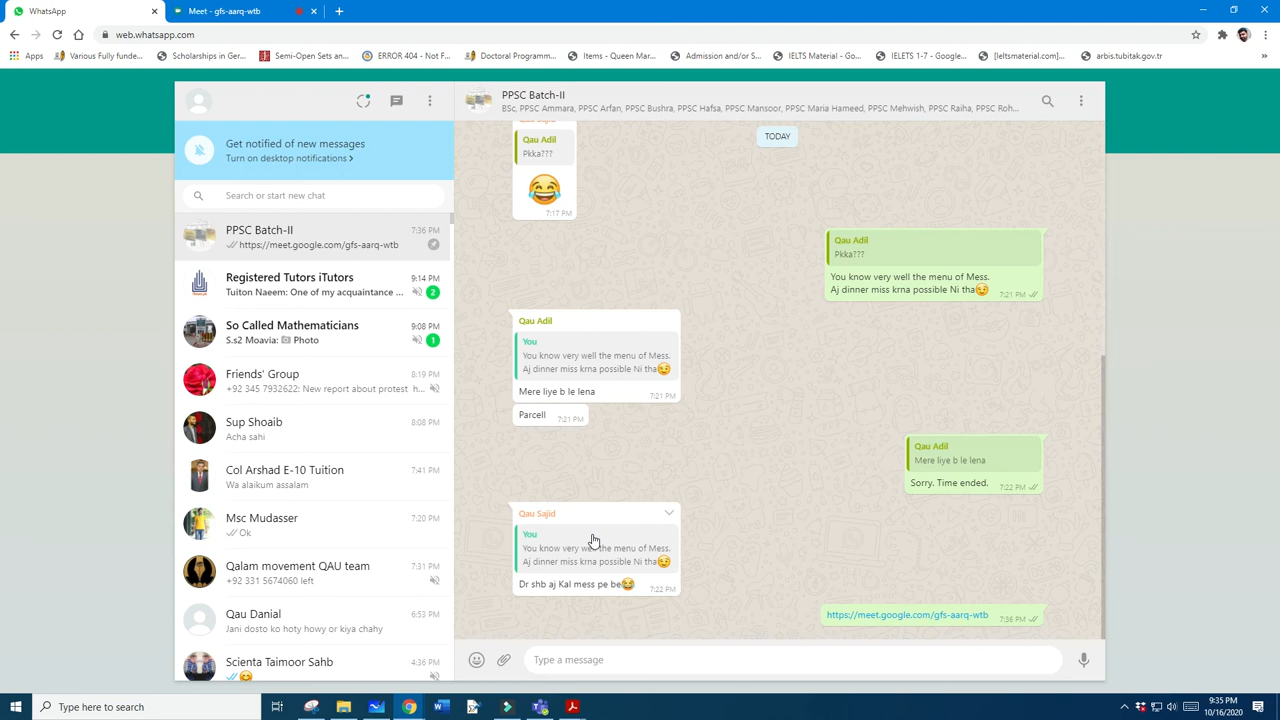 WhatsApp
Meet - gfs-aarq-wtb
web.whatsapp.com
Apps
Various Fully funde...
Scholarships in Ger...
Semi-Open Sets an...
ERROR 404 - Not F...
Doctoral Programm...
Items - Queen Mar...
Admission and/or S...
IELTS Material - Go...
IELETS 1-7 - Google...
[Ieltsmaterial.com]...
arbis.tubitak.gov.tr
»
Get notified of new messages
Turn on desktop notifications >
Search or start new chat
PPSC Batch-II 7:36 PM
https://meet.google.com/gfs-aarq-wtb
Registered Tutors iTutors 9:14 PM
Tuiton Naeem: One of my acquaintance ... 2
So Called Mathematicians 9:08 PM
S.s2 Moavia: Photo 1
Friends' Group 8:19 PM
+92 345 7932622: New report about protest h...
Sup Shoaib 8:08 PM
Acha sahi
Col Arshad E-10 Tuition 7:41 PM
Wa alaikum assalam
Msc Mudasser 7:20 PM
Ok
Qalam movement QAU team 7:31 PM
+92 331 5674060 left
Qau Danial 6:53 PM
Jani dosto ko hoty howy or kiya chahy
Scienta Taimoor Sahb 4:36 PM
😊
PPSC Batch-II
BSc, PPSC Ammara, PPSC Arfan, PPSC Bushra, PPSC Hafsa, PPSC Mansoor, PPSC Maria Hameed, PPSC Mehwish, PPSC Raiha, PPSC Roh...
TODAY
Qau Sajid
Qau Adil
Pkka???
😂
7:17 PM
Qau Adil
Pkka???
You know very well the menu of Mess.
Aj dinner miss krna possible Ni tha😉 7:21 PM
Qau Adil
You
You know very well the menu of Mess.
Aj dinner miss krna possible Ni tha😉
Mere liye b le lena 7:21 PM
Parcell 7:21 PM
Qau Adil
Mere liye b le lena
Sorry. Time ended. 7:22 PM
Qau Sajid
You
You know very well the menu of Mess.
Aj dinner miss krna possible Ni tha😉
Dr shb aj Kal mess pe be😂 7:22 PM
https://meet.google.com/gfs-aarq-wtb 7:36 PM
Type a message
Type here to search
9:35 PM
10/16/2020